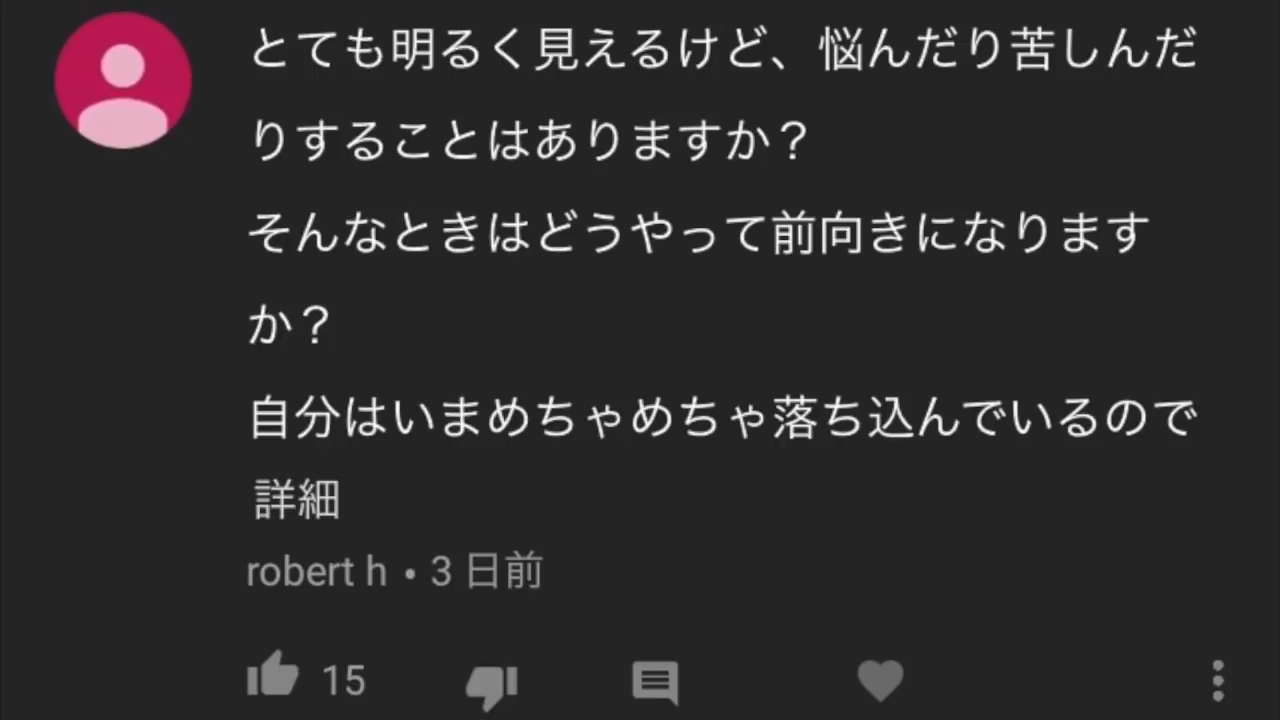 とても明るく見えるけど、悩んだり苦しんだ
りすることはありますか？
そんなときはどうやって前向きになります
か？
自分はいまめちゃめちゃ落ち込んでいるので
詳細
robert h • 3 日前
15